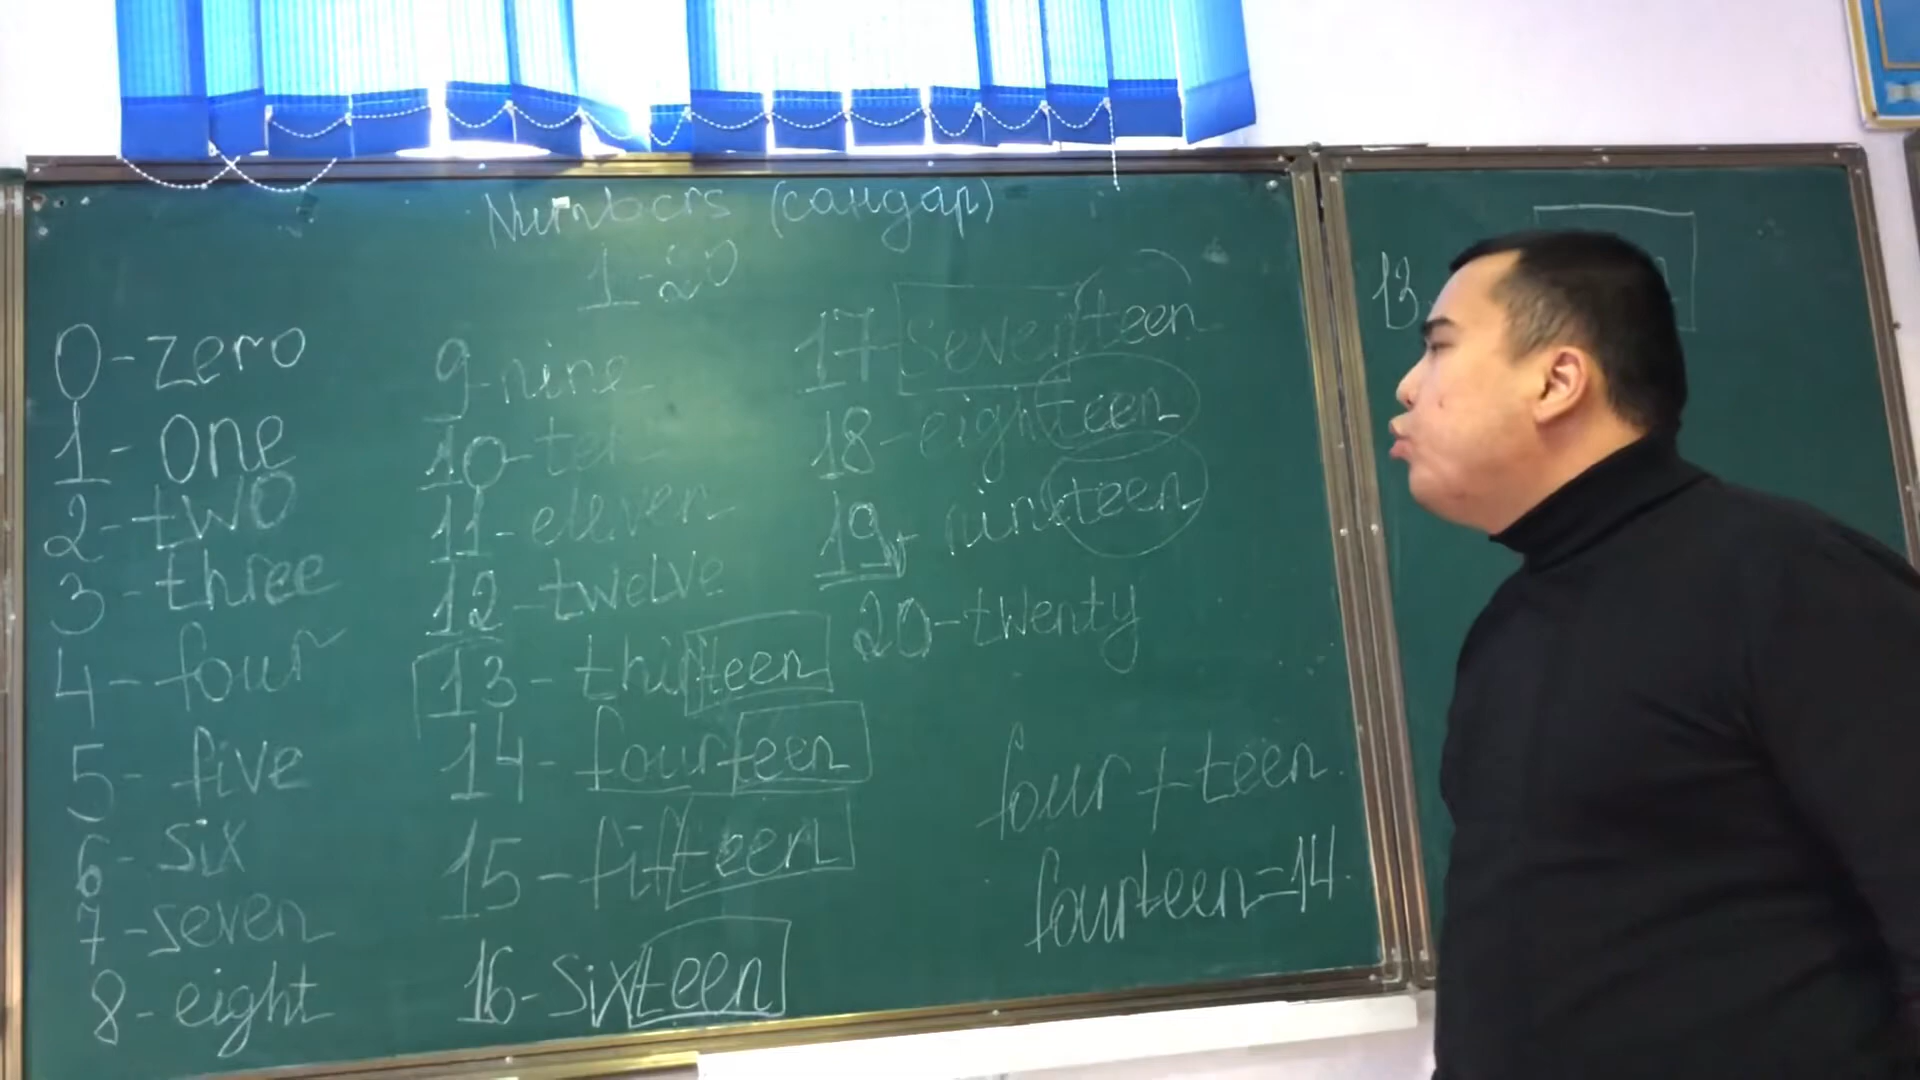 Numbers (сандар)
1-20
0-zero
1- one
2-two
3-three
4-four
5-five
6-six
7-seven
8-eight
9-nine
10-ten
11-eleven
12-twelve
13-thirteen
14-fourteen
15-fifteen
16-sixteen
17-seventeen
18-eighteen
19-nineteen
20-twenty
four+teen
fourteen=14
13